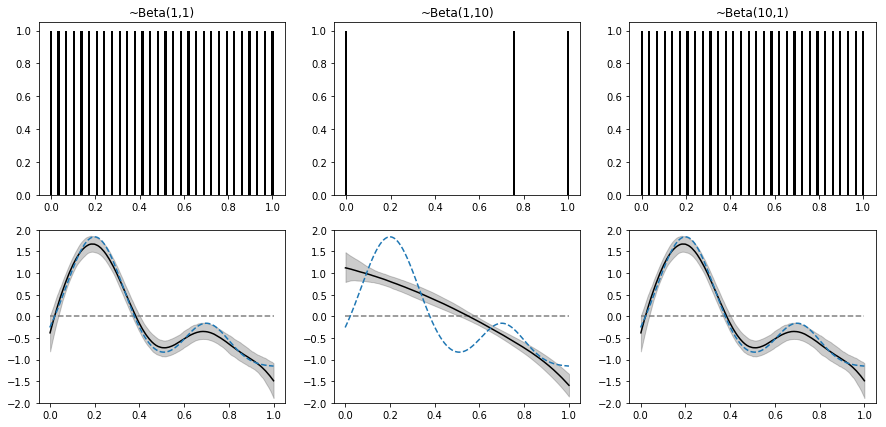 ~Beta(1,1)
~Beta(1,10)
~Beta(10,1)
1.0 1.0 1.0
0.8 0.8 0.8
0.6 0.6 0.6
0.4 0.4 0.4
0.2 0.2 0.2
0.0 0.0 0.0
0.0 0.2 0.4 0.6 0.8 1.0
0.0 0.2 0.4 0.6 0.8 1.0
0.0 0.2 0.4 0.6 0.8 1.0
2.0 2.0 2.0
1.5 1.5 1.5
1.0 1.0 1.0
0.5 0.5 0.5
0.0 0.0 0.0
−0.5 −0.5 −0.5
−1.0 −1.0 −1.0
−1.5 −1.5 −1.5
−2.0 −2.0 −2.0
0.0 0.2 0.4 0.6 0.8 1.0
0.0 0.2 0.4 0.6 0.8 1.0
0.0 0.2 0.4 0.6 0.8 1.0